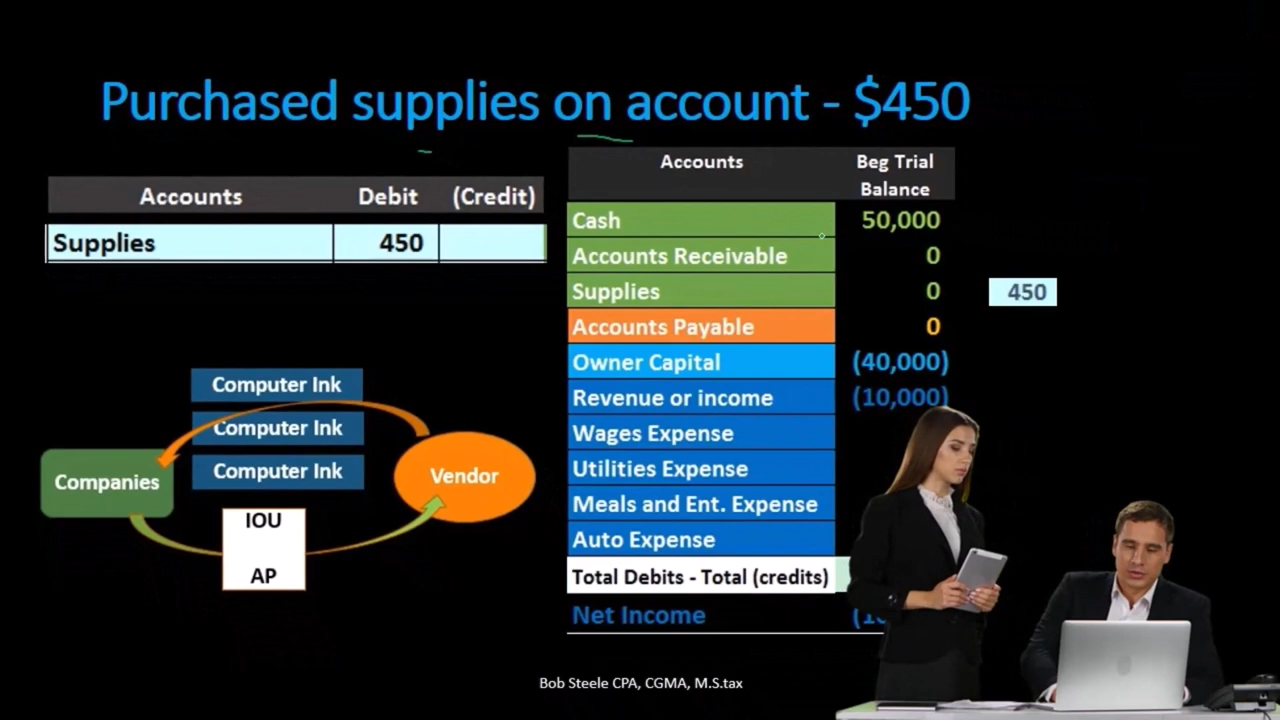 Purchased supplies on account - $450
Accounts Debit (Credit)
Supplies 450
Accounts Beg Trial Balance
Cash 50,000
Accounts Receivable 0
Supplies 0 450
Accounts Payable 0
Owner Capital (40,000)
Revenue or income (10,000)
Wages Expense
Utilities Expense
Meals and Ent. Expense
Auto Expense
Total Debits - Total (credits)
Net Income
Computer Ink
Computer Ink
Computer Ink
Companies
Vendor
IOU
AP
Bob Steele CPA, CGMA, M.S.tax